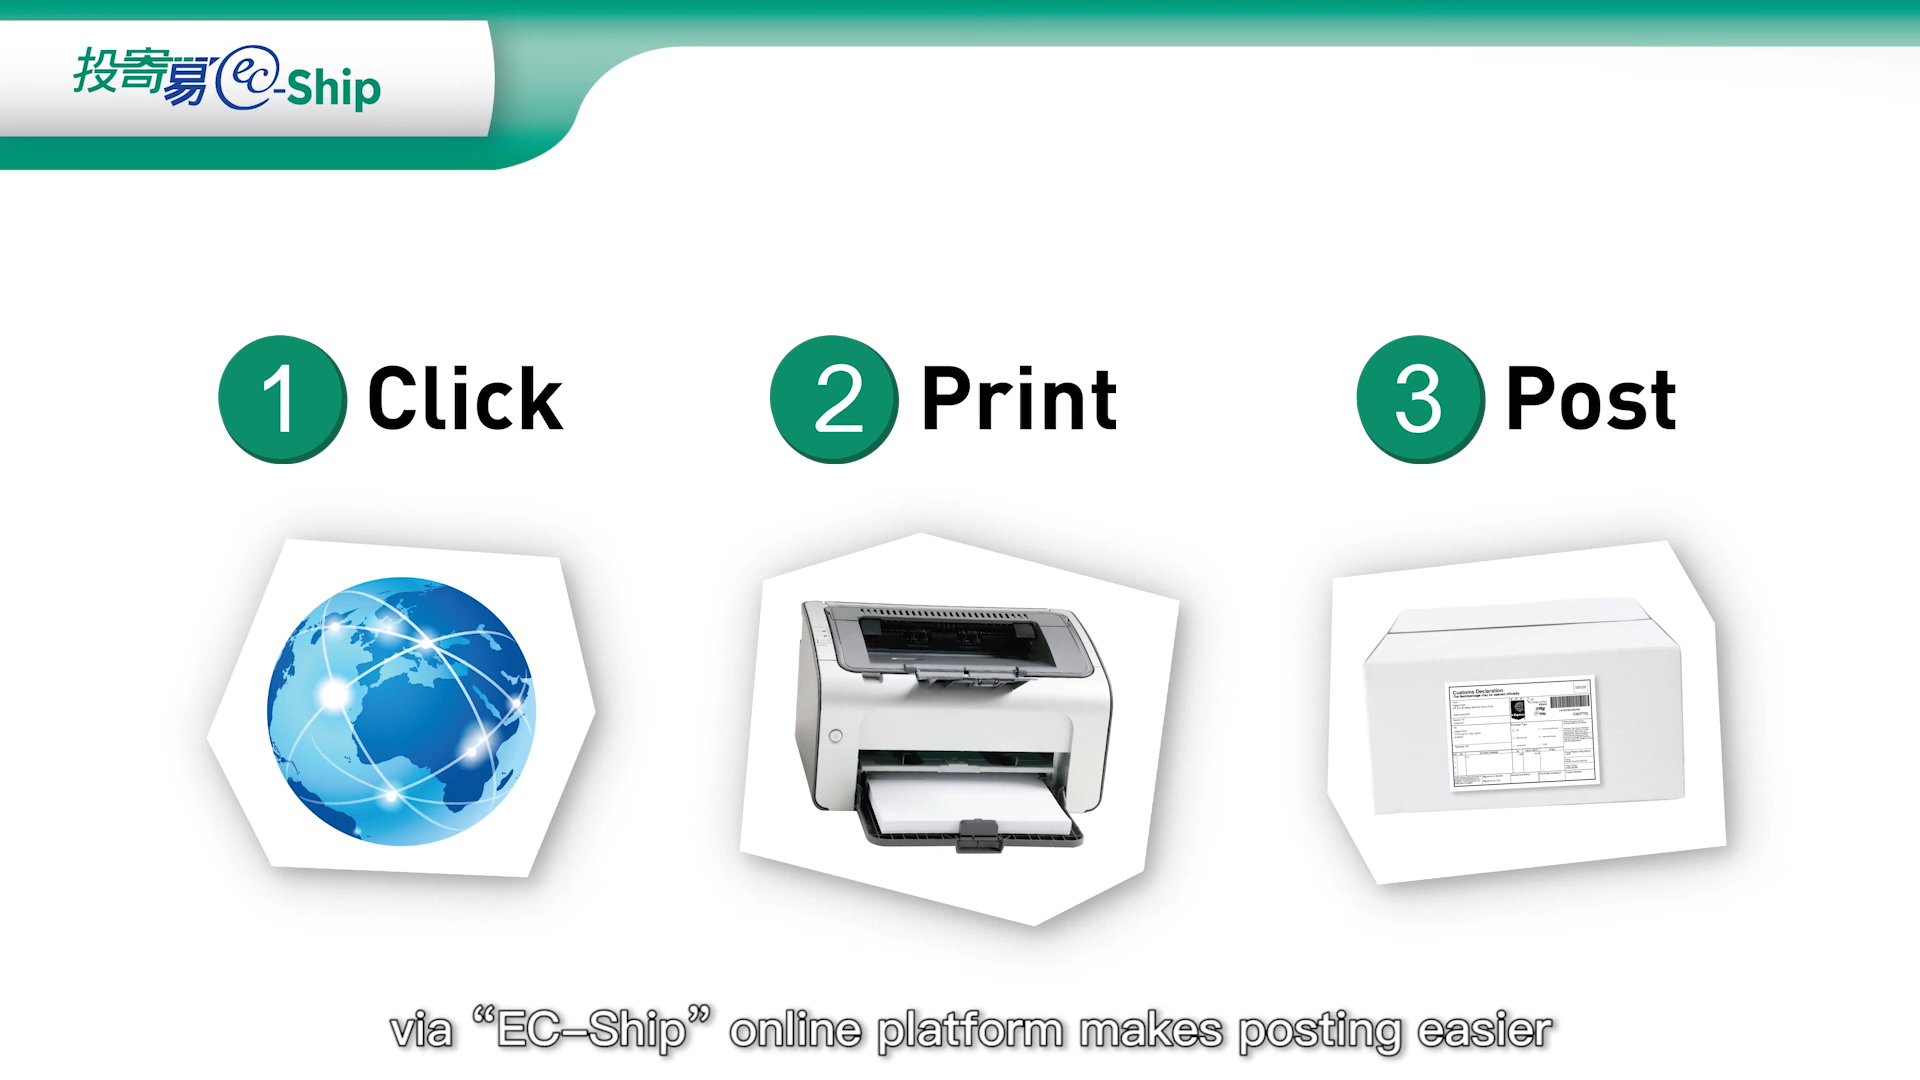 投寄易 ec-Ship
1 Click
2 Print
3 Post
Customs Declaration
via “EC-Ship” online platform makes posting easier